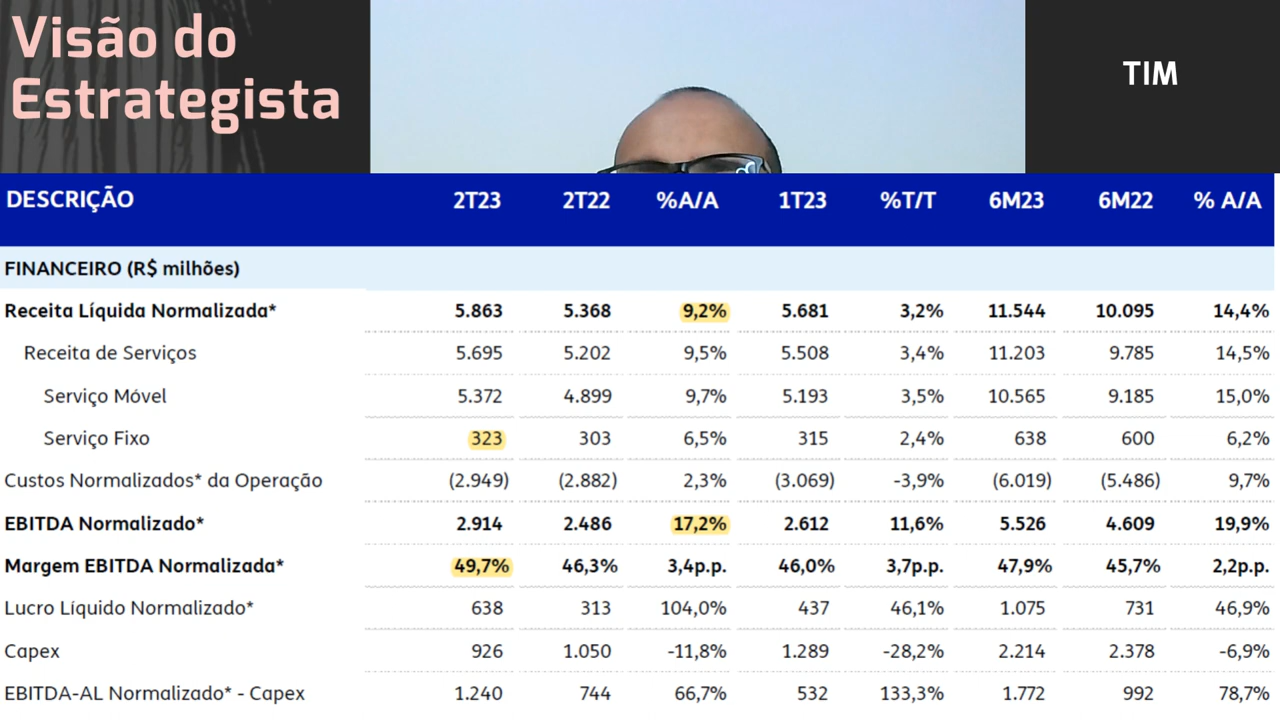 Visão do
Estrategista
TIM
DESCRIÇÃO 2T23 2T22 %A/A 1T23 %T/T 6M23 6M22 % A/A
FINANCEIRO (R$ milhões)
Receita Líquida Normalizada* 5.863 5.368 9,2% 5.681 3,2% 11.544 10.095 14,4%
Receita de Serviços 5.695 5.202 9,5% 5.508 3,4% 11.203 9.785 14,5%
Serviço Móvel 5.372 4.899 9,7% 5.193 3,5% 10.565 9.185 15,0%
Serviço Fixo 323 303 6,5% 315 2,4% 638 600 6,2%
Custos Normalizados* da Operação (2.949) (2.882) 2,3% (3.069) -3,9% (6.019) (5.486) 9,7%
EBITDA Normalizado* 2.914 2.486 17,2% 2.612 11,6% 5.526 4.609 19,9%
Margem EBITDA Normalizada* 49,7% 46,3% 3,4p.p. 46,0% 3,7p.p. 47,9% 45,7% 2,2p.p.
Lucro Líquido Normalizado* 638 313 104,0% 437 46,1% 1.075 731 46,9%
Capex 926 1.050 -11,8% 1.289 -28,2% 2.214 2.378 -6,9%
EBITDA-AL Normalizado* - Capex 1.240 744 66,7% 532 133,3% 1.772 992 78,7%